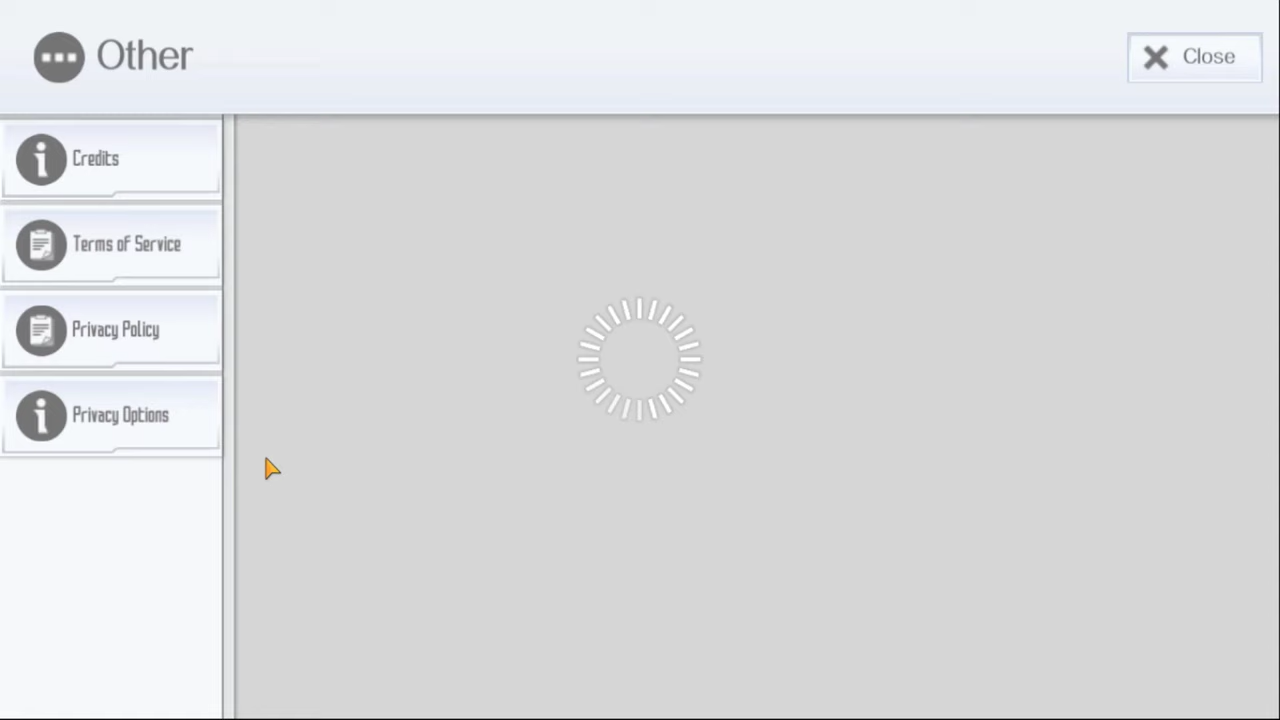 Other
Close
Credits
Terms of Service
Privacy Policy
Privacy Options